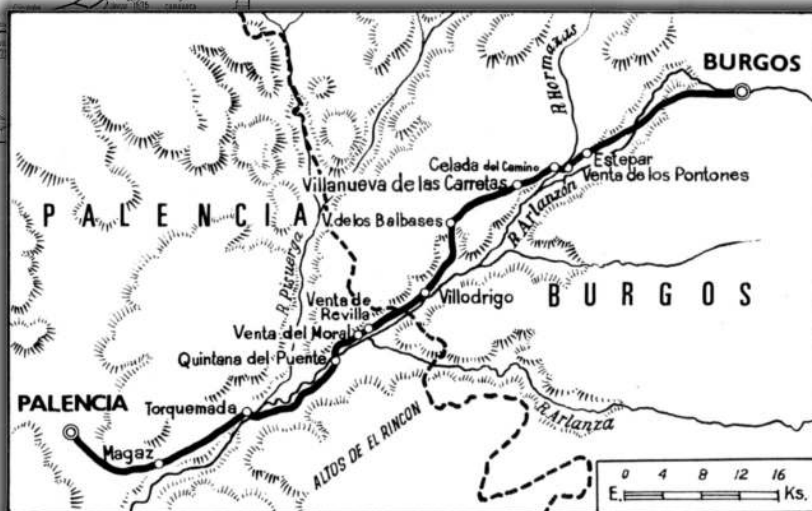 BURGOS
R. Hormazas
Celada del Camino
Estepar
Villanueva de las Carretas
Venta de los Pontones
PALENCIA
V. de los Balbases
R. Arlanzón
R. Pisuerga
Venta de
Revilla
Villodrigo
BURGOS
Venta del Moral
Quintana del Puente
PALENCIA
Torquemada
R. Arlanza
Magaz
ALTOS DE EL RINCON
0 4 8 12 16
E. Ks.